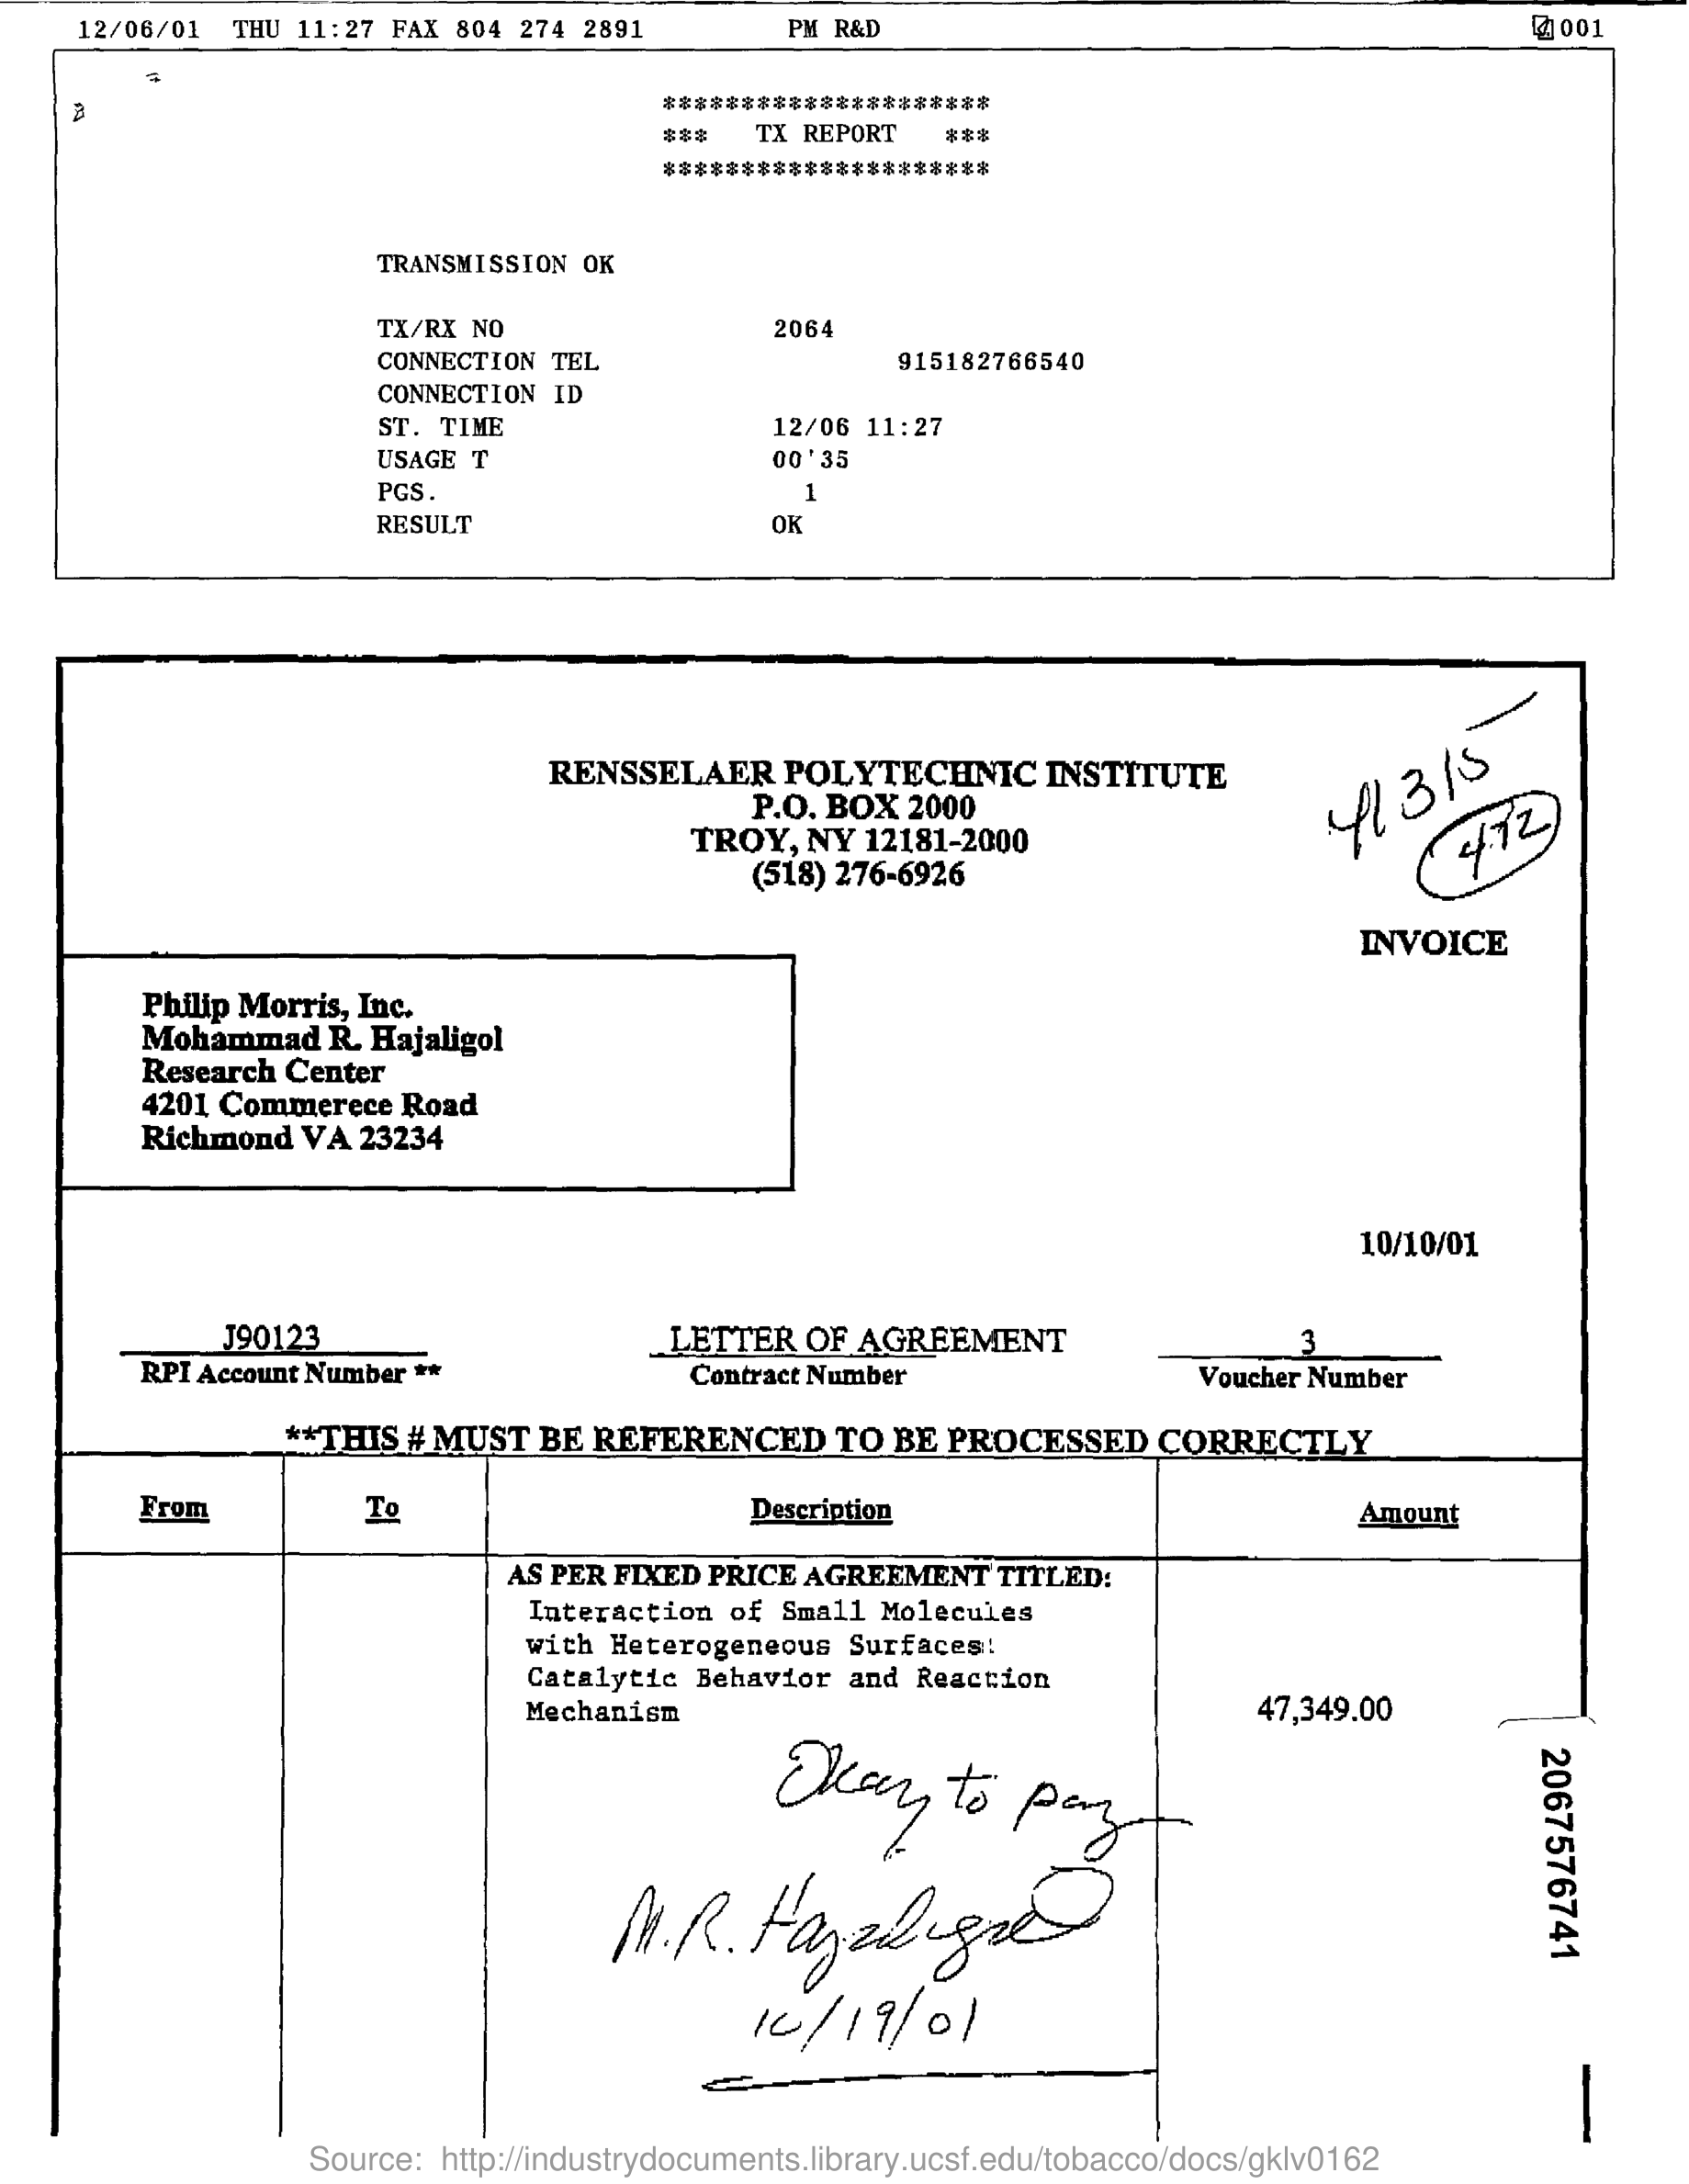 12/06/01 THU 11:27 FAX 804 274 2891 PM R&D 001
*********************
*** TX REPORT ***
*********************
TRANSMISSION OK
TX/RX NO 2064
CONNECTION TEL 915182766540
CONNECTION ID
ST. TIME 12/06 11:27
USAGE T 00'35
PGS. 1
RESULT OK
RENSSELAER POLYTECHNIC INSTITUTE
P.O. BOX 2000
TROY, NY 12181-2000
(518) 276-6926
472
INVOICE
Philip Morris, Inc.
Mohammad R. Hajaligol
Research Center
4201 Commerece Road
Richmond VA 23234
10/10/01
J90123 LETTER OF AGREEMENT 3
RPI Account Number ** Contract Number Voucher Number
**THIS # MUST BE REFERENCED TO BE PROCESSED CORRECTLY
From To Description Amount
AS PER FIXED PRICE AGREEMENT TITLED:
Interaction of Small Molecules
with Heterogeneous Surfaces:
Catalytic Behavior and Reaction
Mechanism 47,349.00
Okay to pay
M.R. Hajaligol
10/19/01
2067576741
Source: http://industrydocuments.library.ucsf.edu/tobacco/docs/gklv0162